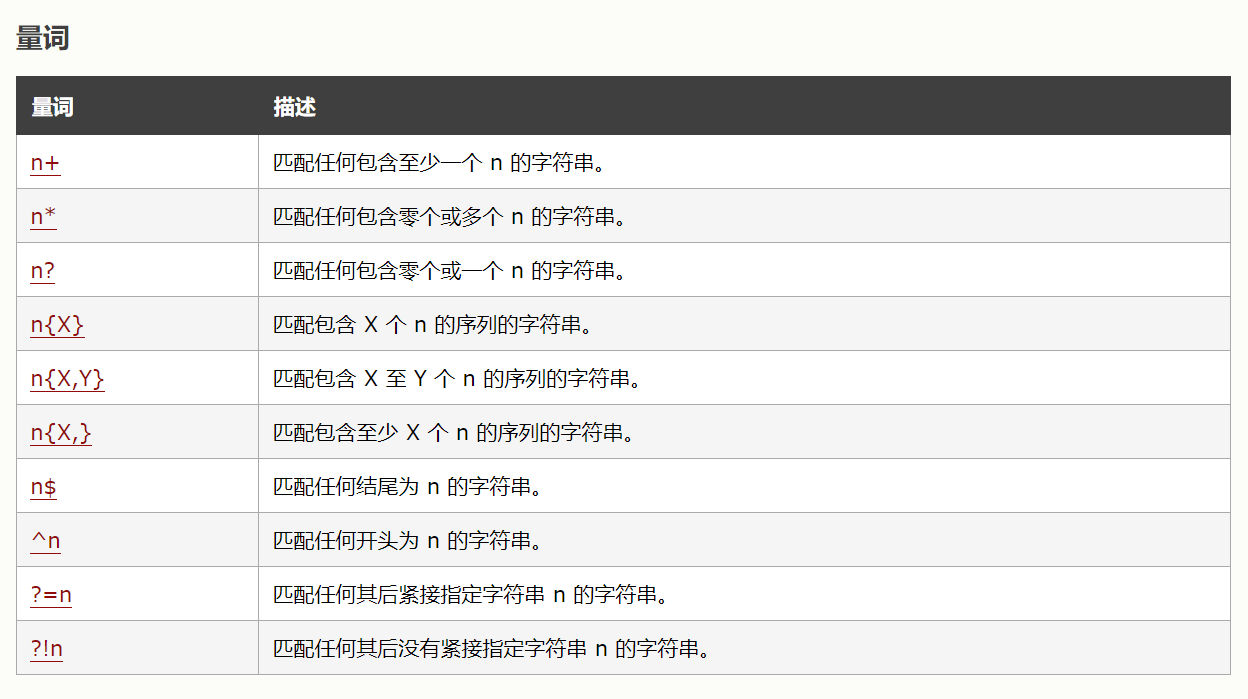 量词
量词 描述
n+ 匹配任何包含至少一个 n 的字符串。
n* 匹配任何包含零个或多个 n 的字符串。
n? 匹配任何包含零个或一个 n 的字符串。
n{X} 匹配包含 X 个 n 的序列的字符串。
n{X,Y} 匹配包含 X 至 Y 个 n 的序列的字符串。
n{X,} 匹配包含至少 X 个 n 的序列的字符串。
n$ 匹配任何结尾为 n 的字符串。
^n 匹配任何开头为 n 的字符串。
?=n 匹配任何其后紧接指定字符串 n 的字符串。
?!n 匹配任何其后没有紧接指定字符串 n 的字符串。